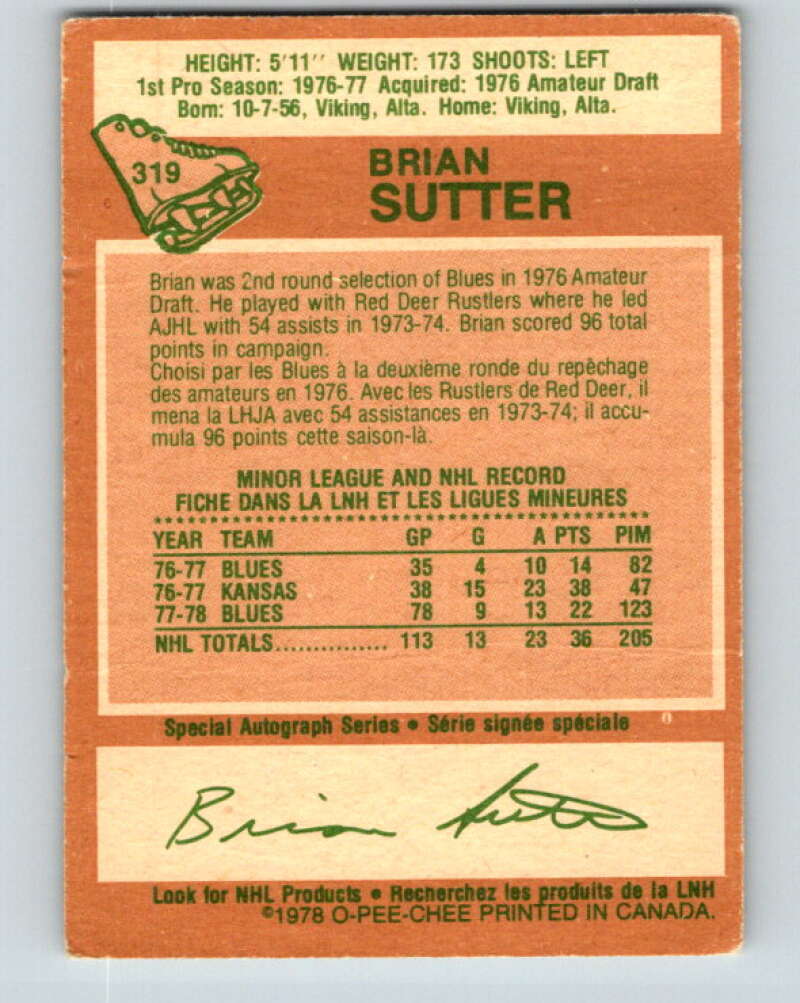 HEIGHT: 5'11'' WEIGHT: 173 SHOOTS: LEFT
1st Pro Season: 1976-77 Acquired: 1976 Amateur Draft
Born: 10-7-56, Viking, Alta. Home: Viking, Alta.
319
BRIAN
SUTTER
Brian was 2nd round selection of Blues in 1976 Amateur
Draft. He played with Red Deer Rustlers where he led
AJHL with 54 assists in 1973-74. Brian scored 96 total
points in campaign.
Choisi par les Blues à la deuxième ronde du repêchage
des amateurs en 1976. Avec les Rustlers de Red Deer, il
mena la LHJA avec 54 assistances en 1973-74; il accu-
mula 96 points cette saison-là.
MINOR LEAGUE AND NHL RECORD
FICHE DANS LA LNH ET LES LIGUES MINEURES
YEAR TEAM GP G A PTS PIM
76-77 BLUES 35 4 10 14 82
76-77 KANSAS 38 15 23 38 47
77-78 BLUES 78 9 13 22 123
NHL TOTALS............... 113 13 23 36 205
Special Autograph Series • Série signée spéciale
Brian Sutter
Look for NHL Products • Recherchez les produits de la LNH
©1978 O-PEE-CHEE PRINTED IN CANADA.